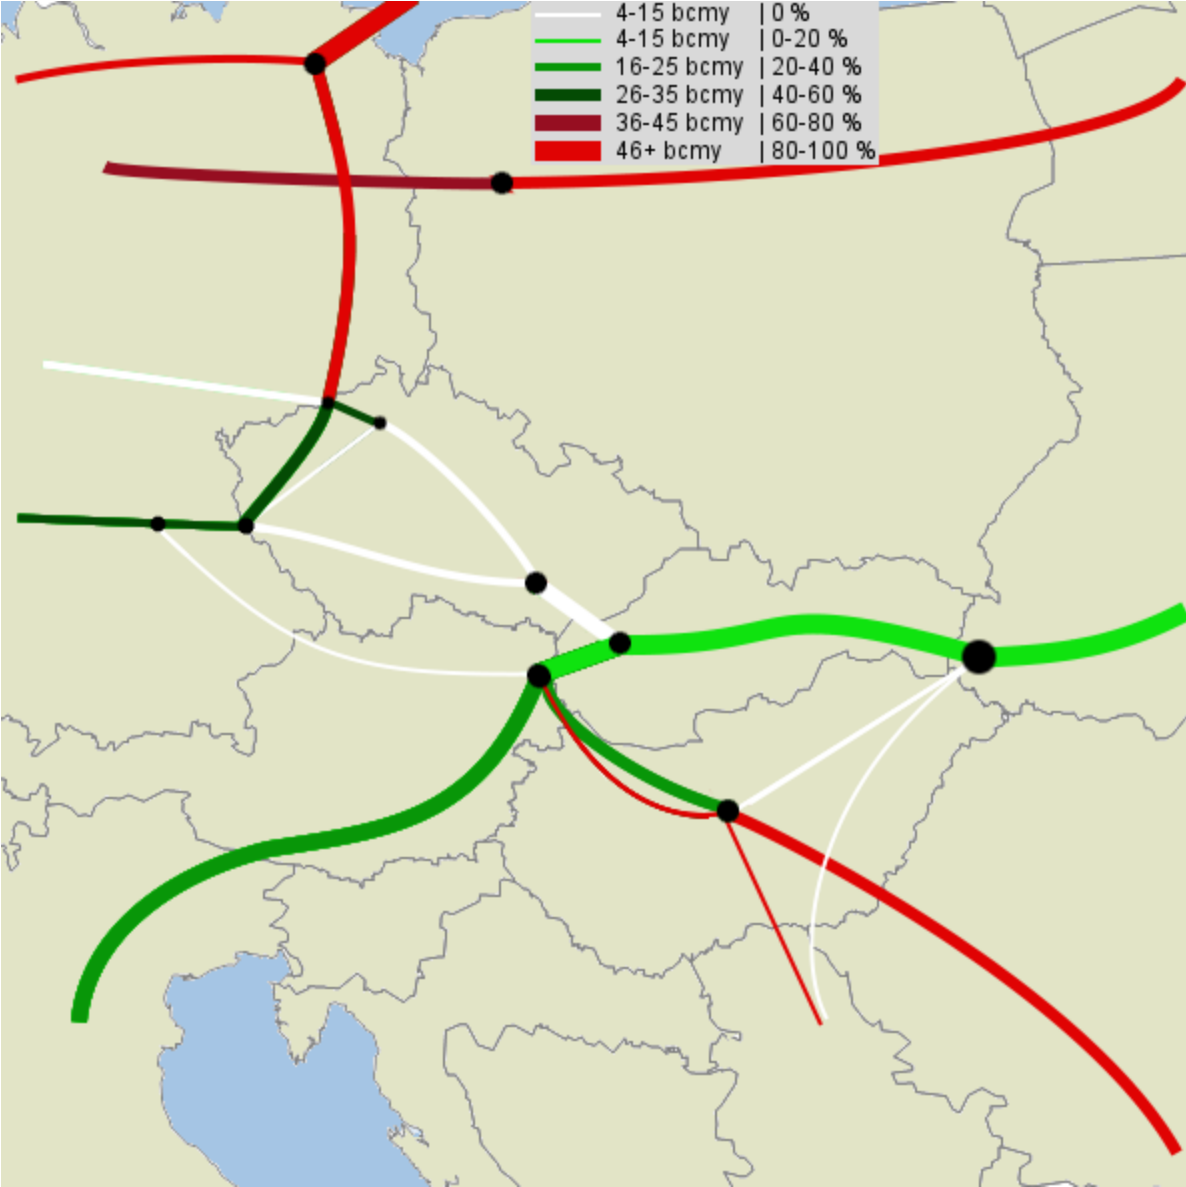 4-15 bcmy | 0 %
4-15 bcmy | 0-20 %
16-25 bcmy | 20-40 %
26-35 bcmy | 40-60 %
36-45 bcmy | 60-80 %
46+ bcmy | 80-100 %